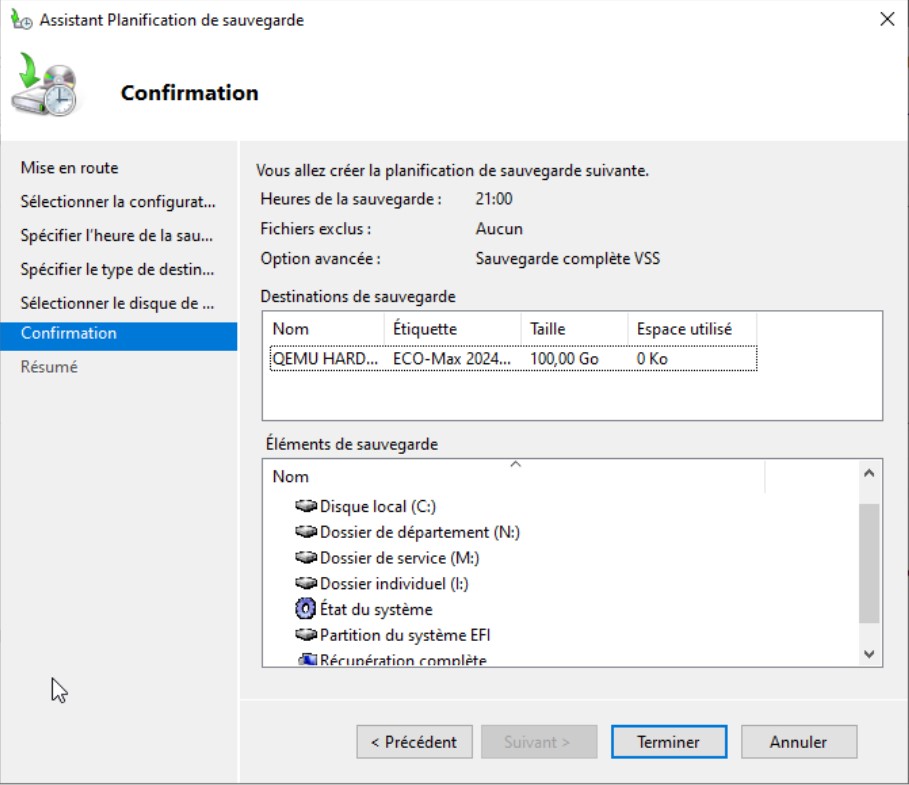 Assistant Planification de sauvegarde
Confirmation
Mise en route
Sélectionner la configurat...
Spécifier l'heure de la sau...
Spécifier le type de destin...
Sélectionner le disque de ...
Confirmation
Résumé
Vous allez créer la planification de sauvegarde suivante.
Heures de la sauvegarde : 21:00
Fichiers exclus : Aucun
Option avancée : Sauvegarde complète VSS
Destinations de sauvegarde
Nom Étiquette Taille Espace utilisé
QEMU HARD... ECO-Max 2024... 100,00 Go 0 Ko
Éléments de sauvegarde
Nom
Disque local (C:)
Dossier de département (N:)
Dossier de service (M:)
Dossier individuel (I:)
État du système
Partition du système EFI
Récupération complète
< Précédent Suivant > Terminer Annuler